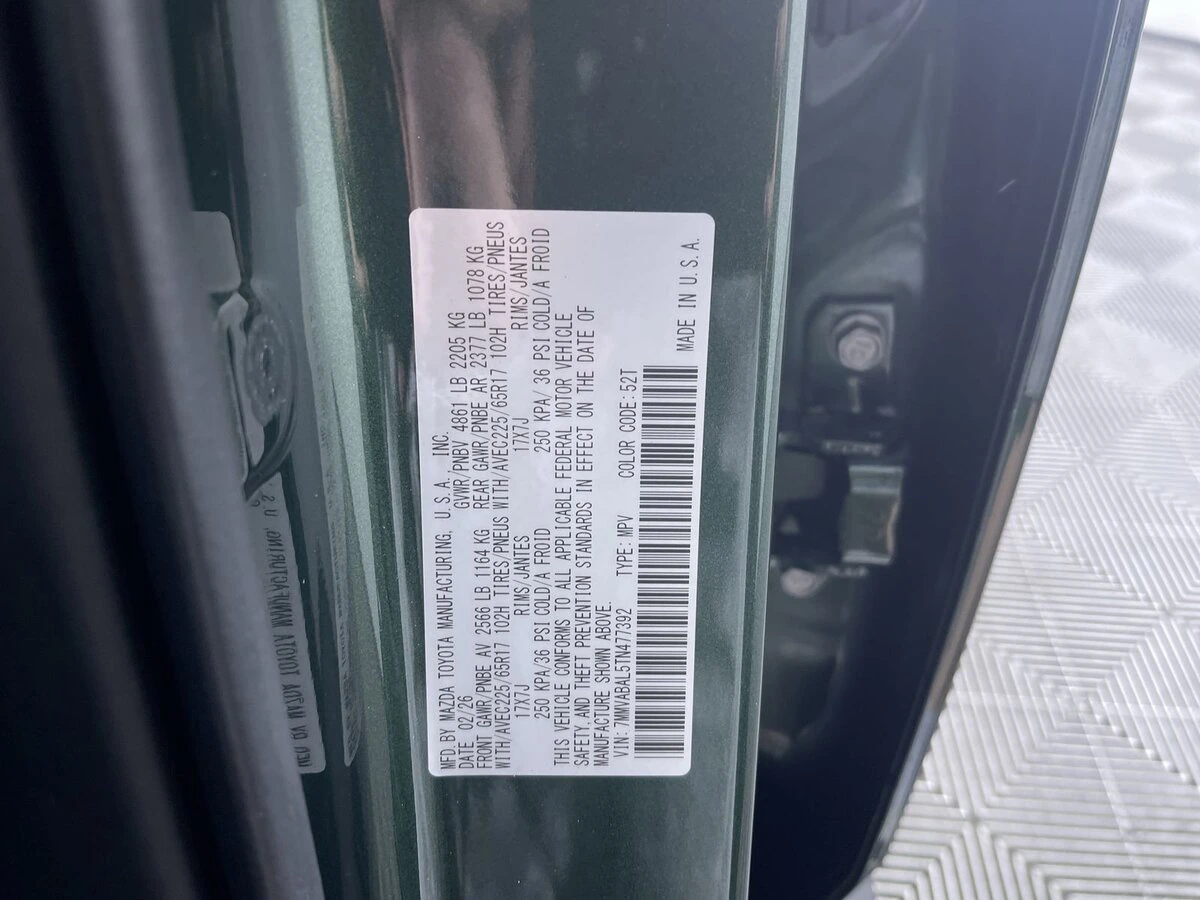 MFD. BY MAZDA TOYOTA MANUFACTURING, U.S.A. INC.
DATE 02/26 GVWR/PNBV 4861 LB 2205 KG
FRONT GAWR/PNBE AV 2566 LB 1164 KG REAR GAWR/PNBE AR 2377 LB 1078 KG
WITH/AVEC225/65R17 102H TIRES/PNEUS WITH/AVEC225/65R17 102H TIRES/PNEUS
17X7J RIMS/JANTES 17X7J RIMS/JANTES
250 KPA/36 PSI COLD/A FROID 250 KPA/ 36 PSI COLD/A FROID
THIS VEHICLE CONFORMS TO ALL APPLICABLE FEDERAL MOTOR VEHICLE
SAFETY, AND THEFT PREVENTION STANDARDS IN EFFECT ON THE DATE OF
MANUFACTURE SHOWN ABOVE.
VIN: 7MMVABAL5TN477392 TYPE: MPV COLOR CODE: 52T
MADE IN U.S.A.